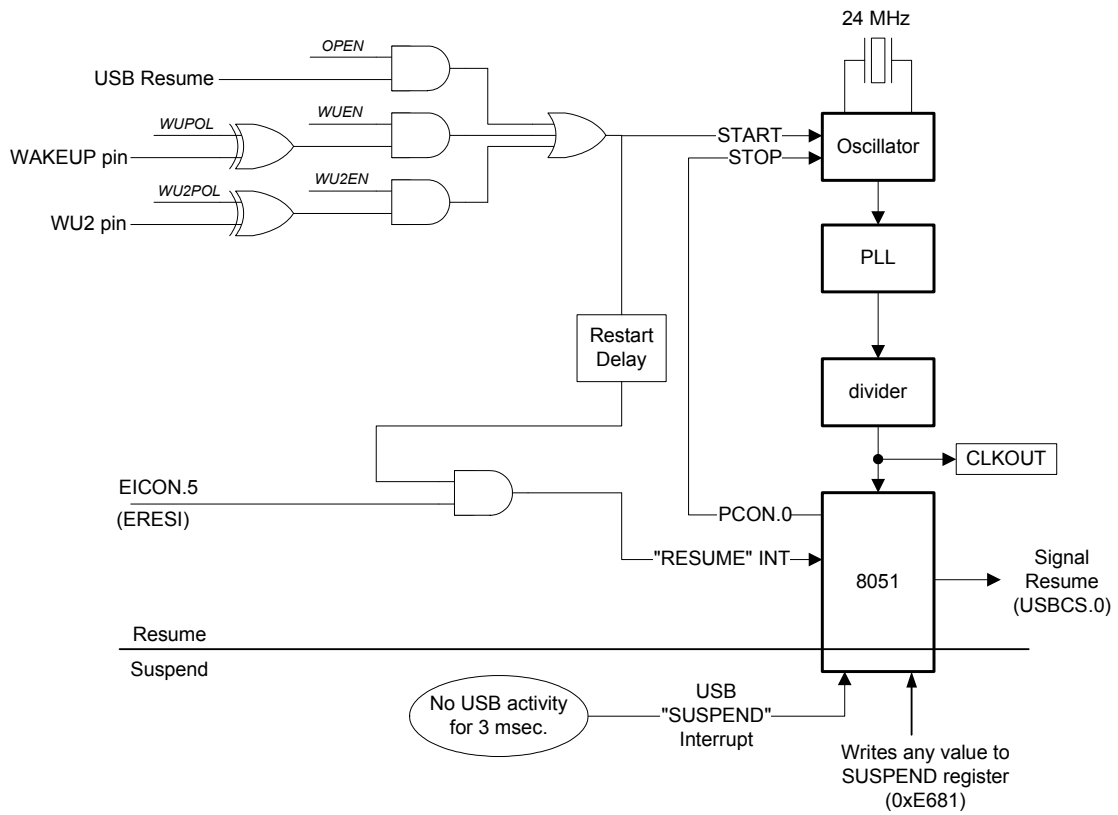 24 MHz
OPEN
USB Resume
WUPOL
WUEN
WAKEUP pin
START
STOP
Oscillator
WU2POL
WU2EN
WU2 pin
PLL
Restart
Delay
divider
CLKOUT
EICON.5
(ERESI)
PCON.0
"RESUME" INT
8051
Signal
Resume
(USBCS.0)
Resume
Suspend
No USB activity
for 3 msec.
USB
"SUSPEND"
Interrupt
Writes any value to
SUSPEND register
(0xE681)